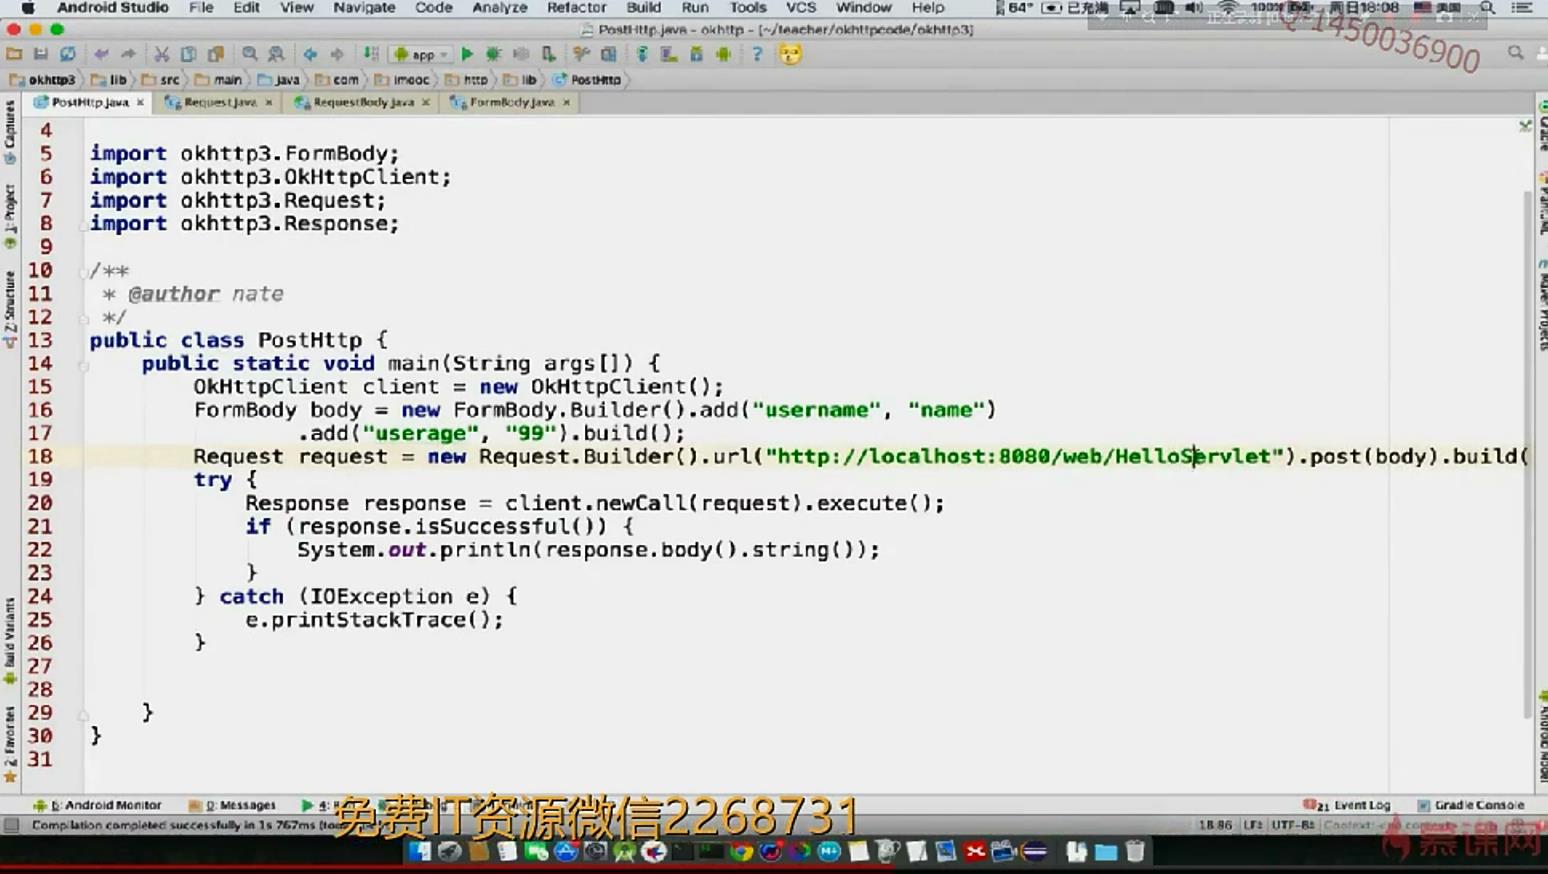 Android Studio File Edit View Navigate Code Analyze Refactor Build Run Tools VCS Window Help 64° 已充满 100% 周日18:08 美国
PostHttp.java - okhttp - [~/teacher/okhttpcode/okhttp3]
1450036900
app
okhttp3 lib src main java com imooc http lib PostHttp
PostHttp.java Request.java RequestBody.java FormBody.java
Captures
1: Project
Z: Structure
Build Variants
2: Favorites
4
5 import okhttp3.FormBody;
6 import okhttp3.OkHttpClient;
7 import okhttp3.Request;
8 import okhttp3.Response;
9
10 /**
11 * @author nate
12 */
13 public class PostHttp {
14 public static void main(String args[]) {
15 OkHttpClient client = new OkHttpClient();
16 FormBody body = new FormBody.Builder().add("username", "name")
17 .add("userage", "99").build();
18 Request request = new Request.Builder().url("http://localhost:8080/web/HelloServlet").post(body).build(
19 try {
20 Response response = client.newCall(request).execute();
21 if (response.isSuccessful()) {
22 System.out.println(response.body().string());
23 }
24 } catch (IOException e) {
25 e.printStackTrace();
26 }
27
28
29 }
30 }
31
Gradle
Maven Projects
6: Android Monitor 0: Messages 21 Event Log Gradle Console
免费IT资源微信2268731
Compilation completed successfully in 1s 767ms 18:86 LF÷ UTF-8÷
慕课网